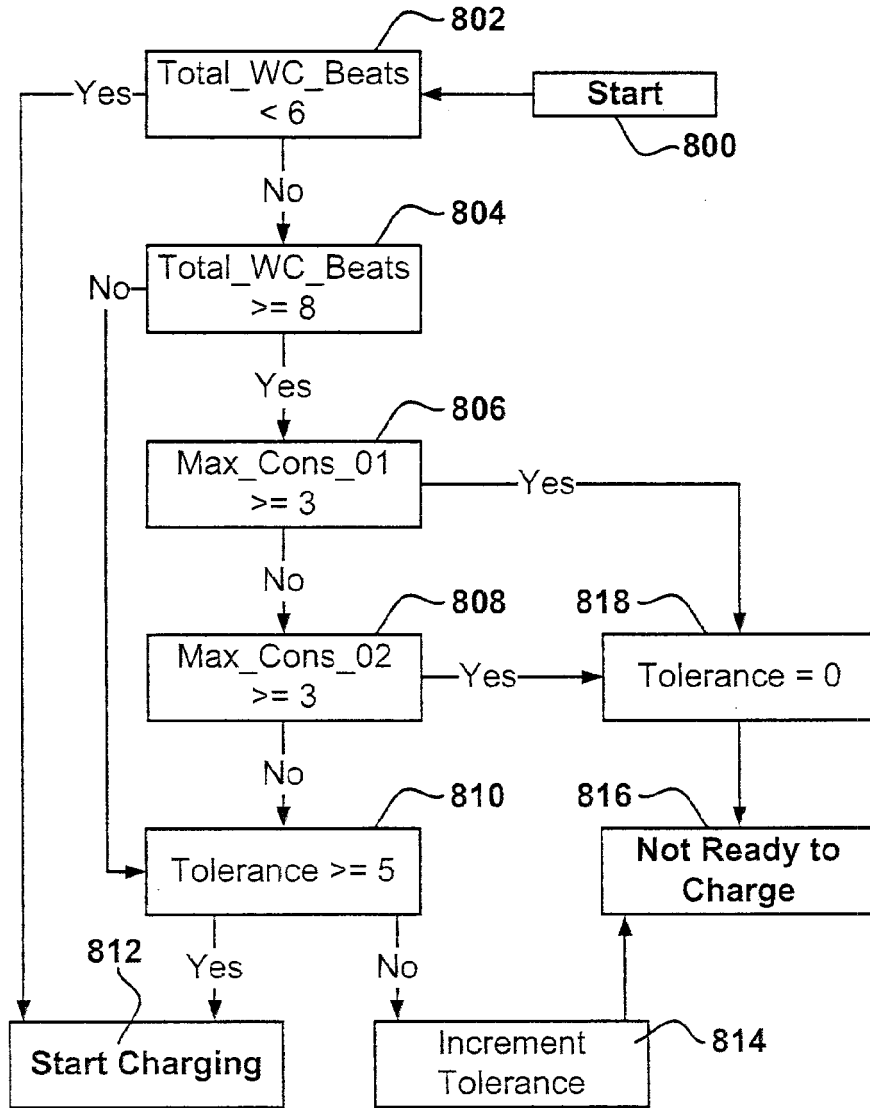 802
Total_WC_Beats
< 6
Start
800
Yes
No
804
Total_WC_Beats
>= 8
No
Yes
806
Max_Cons_01
>= 3
Yes
No
808
818
Max_Cons_02
>= 3
Yes
Tolerance = 0
No
810
816
Tolerance >= 5
Not Ready to
Charge
812
Yes
No
Start Charging
Increment
Tolerance
814